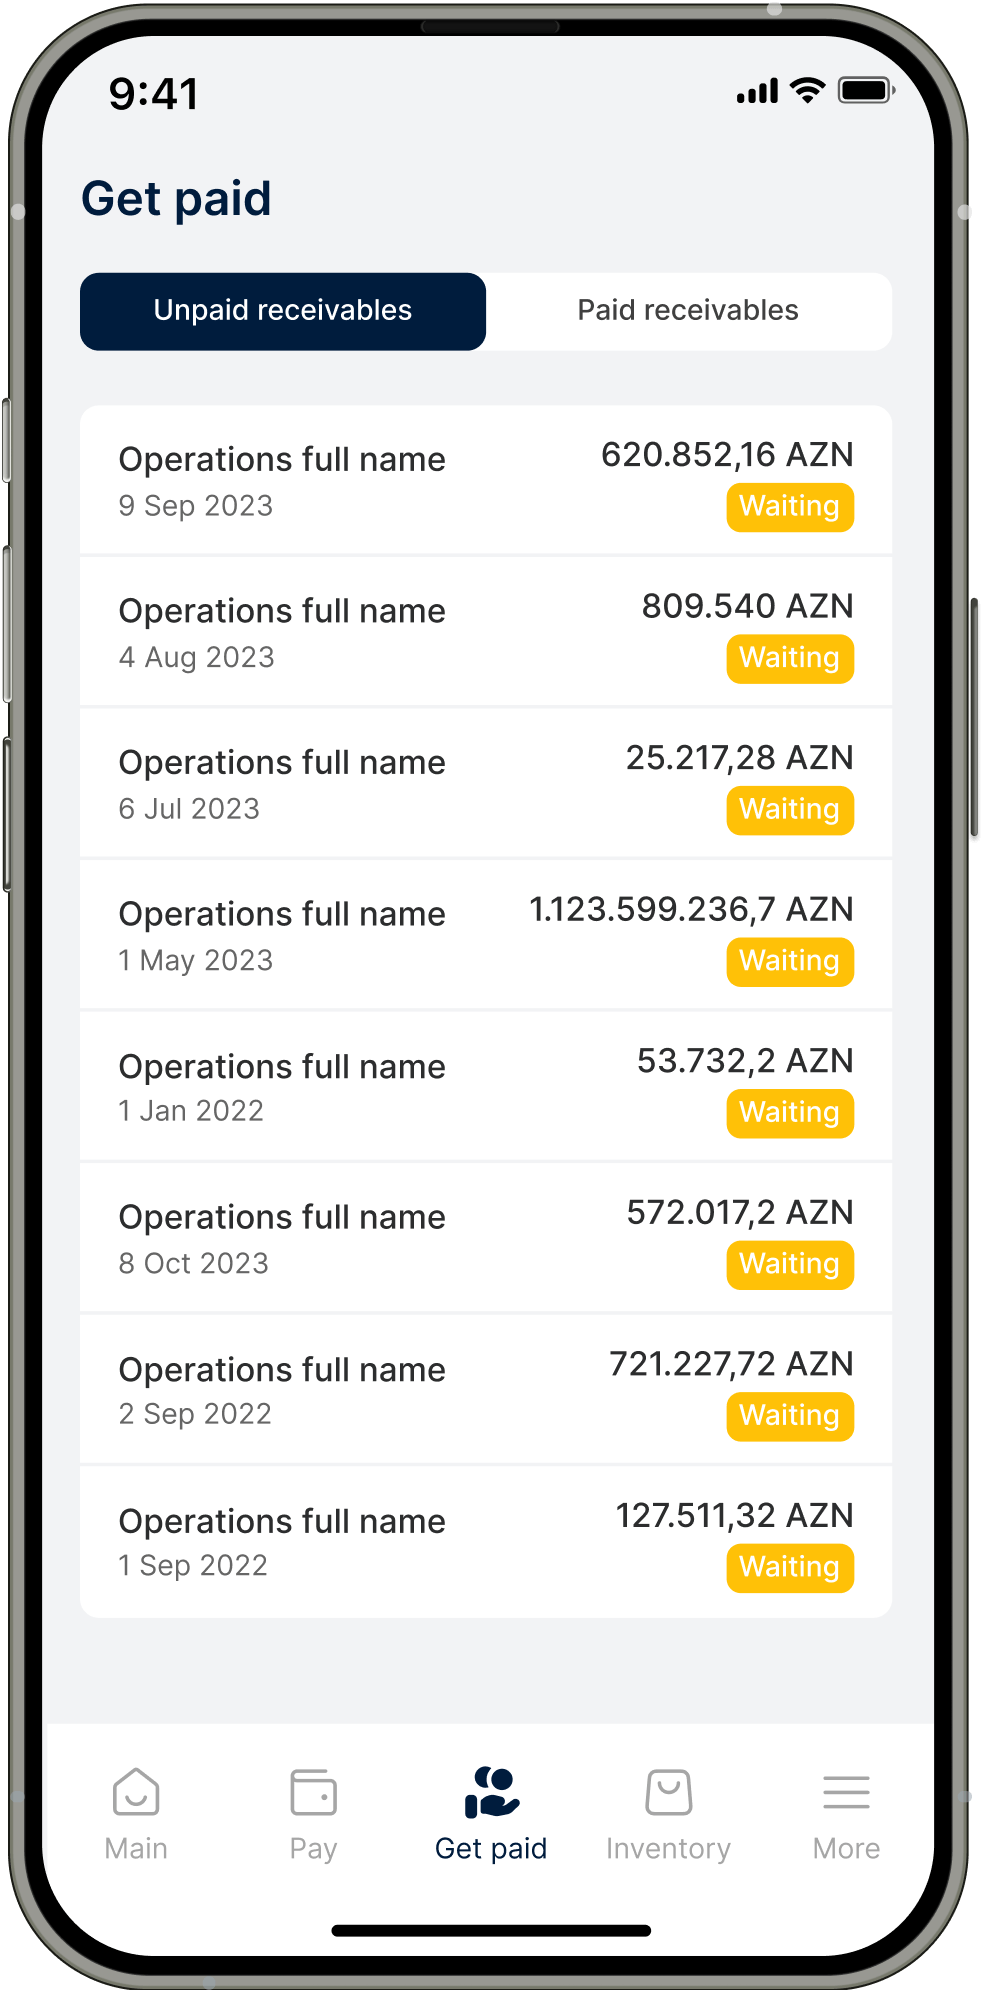 9:41
Get paid
Unpaid receivables Paid receivables
Operations full name 620.852,16 AZN
9 Sep 2023 Waiting
Operations full name 809.540 AZN
4 Aug 2023 Waiting
Operations full name 25.217,28 AZN
6 Jul 2023 Waiting
Operations full name 1.123.599.236,7 AZN
1 May 2023 Waiting
Operations full name 53.732,2 AZN
1 Jan 2022 Waiting
Operations full name 572.017,2 AZN
8 Oct 2023 Waiting
Operations full name 721.227,72 AZN
2 Sep 2022 Waiting
Operations full name 127.511,32 AZN
1 Sep 2022 Waiting
Main Pay Get paid Inventory More